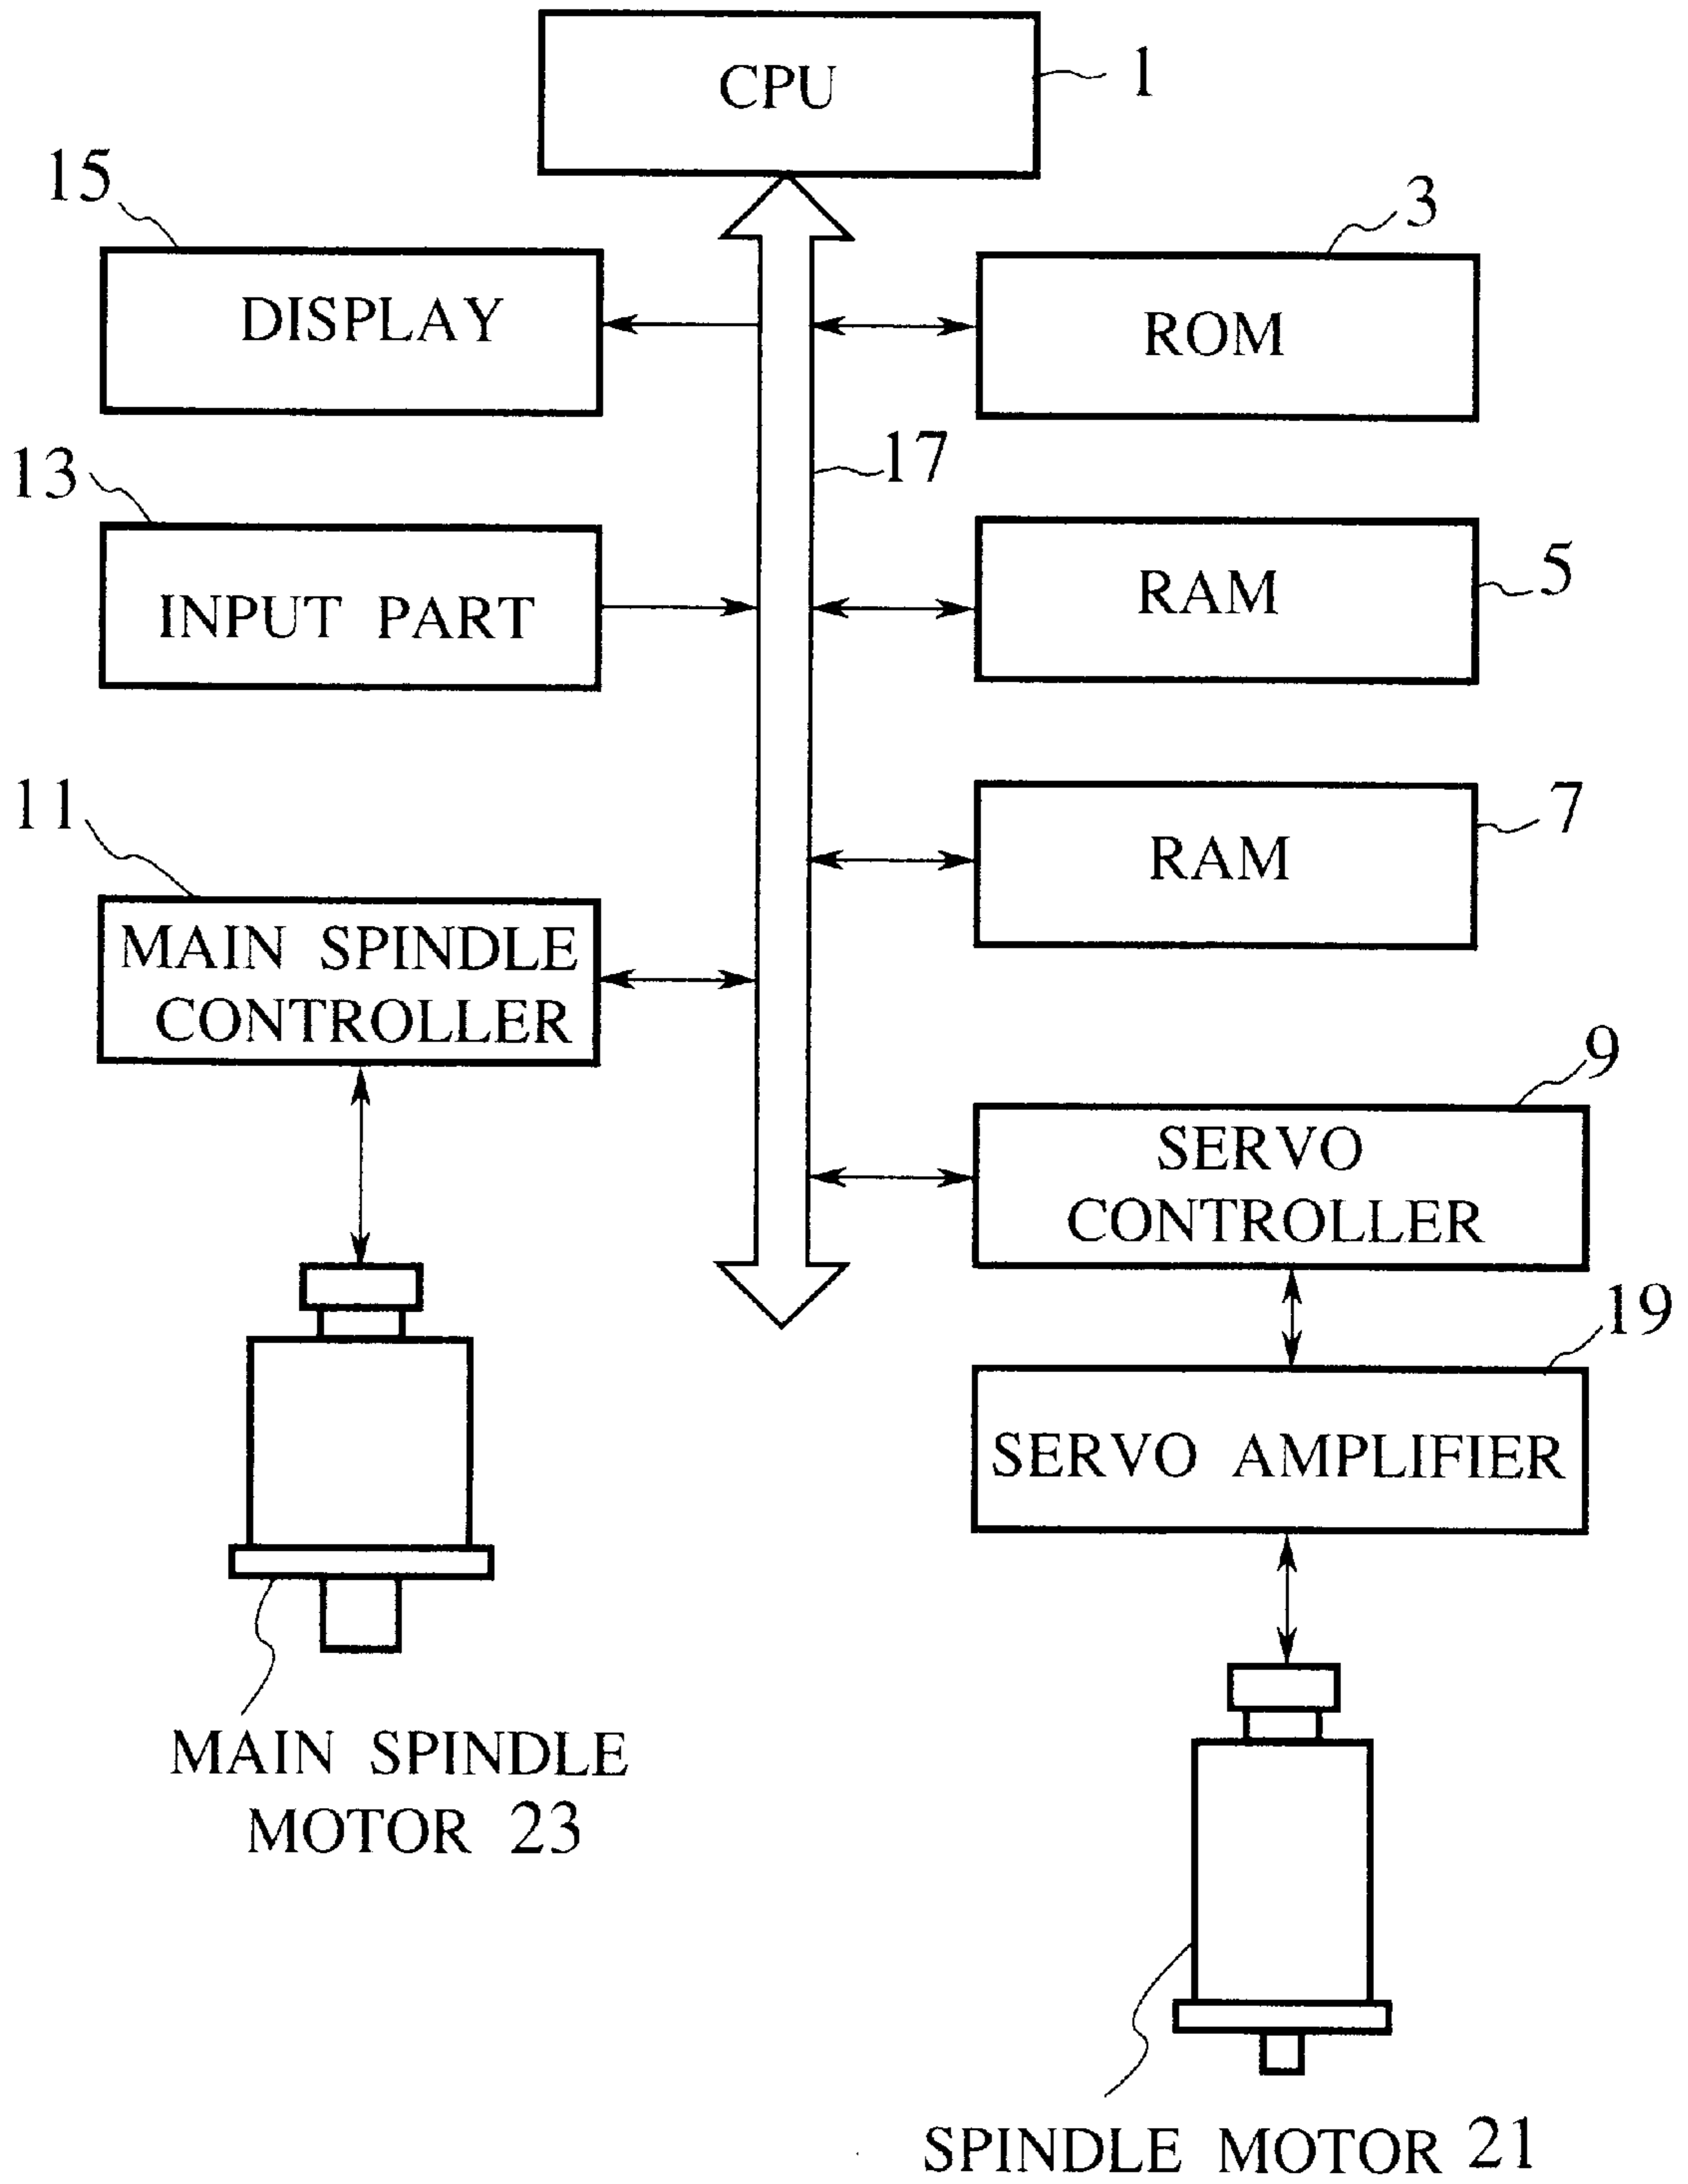 CPU
1
15
3
DISPLAY
ROM
17
13
INPUT PART
RAM
5
11
RAM
7
MAIN SPINDLE
CONTROLLER
9
SERVO
CONTROLLER
19
SERVO AMPLIFIER
MAIN SPINDLE
MOTOR 23
SPINDLE MOTOR 21